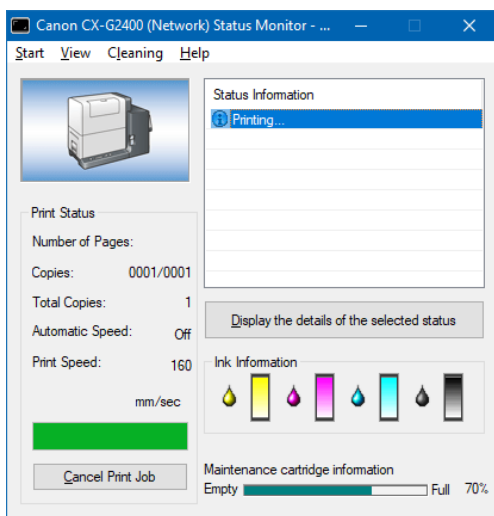 Canon CX-G2400 (Network) Status Monitor - ...
Start View Cleaning Help
Status Information
Printing...
Print Status
Number of Pages:
Copies: 0001/0001
Total Copies: 1
Automatic Speed: Off
Print Speed: 160
mm/sec
Cancel Print Job
Display the details of the selected status
Ink Information
Maintenance cartridge information
Empty Full 70%